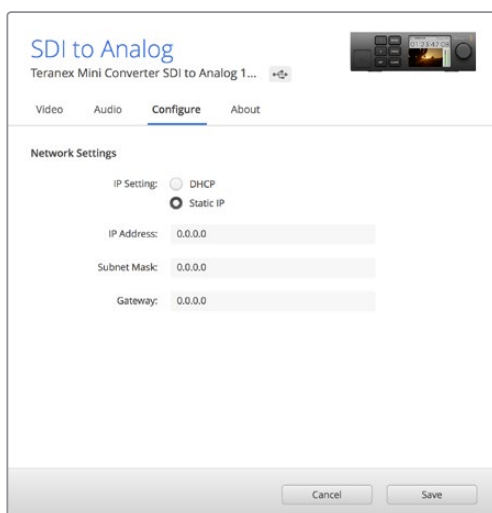 SDI to Analog
Teranex Mini Converter SDI to Analog 1...
Video Audio Configure About
Network Settings
IP Setting: DHCP
Static IP
IP Address: 0.0.0.0
Subnet Mask: 0.0.0.0
Gateway: 0.0.0.0
Cancel Save